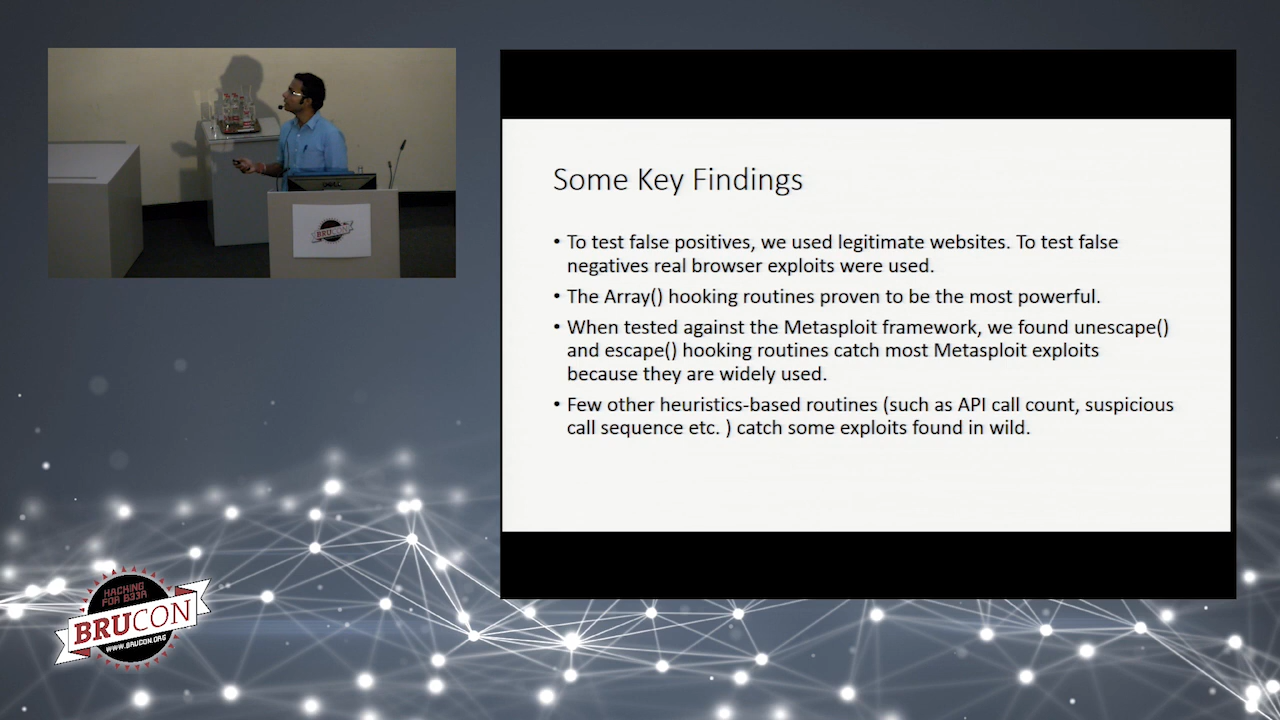 BRUCON
Some Key Findings
• To test false positives, we used legitimate websites. To test false
negatives real browser exploits were used.
• The Array() hooking routines proven to be the most powerful.
• When tested against the Metasploit framework, we found unescape()
and escape() hooking routines catch most Metasploit exploits
because they are widely used.
• Few other heuristics-based routines (such as API call count, suspicious
call sequence etc. ) catch some exploits found in wild.
HACKING
FOR B33R
BRUCON
WWW.BRUCON.ORG